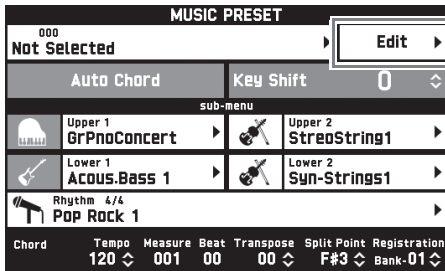 MUSIC PRESET
000
Not Selected
Edit
Auto Chord
Key Shift 0
sub-menu
Upper 1
GrPnoConcert
Upper 2
StreoString1
Lower 1
Acous.Bass 1
Lower 2
Syn-Strings1
Rhythm 4/4
Pop Rock 1
Chord Tempo Measure Beat Transpose Split Point Registration
120 001 00 00 F#3 Bank-01